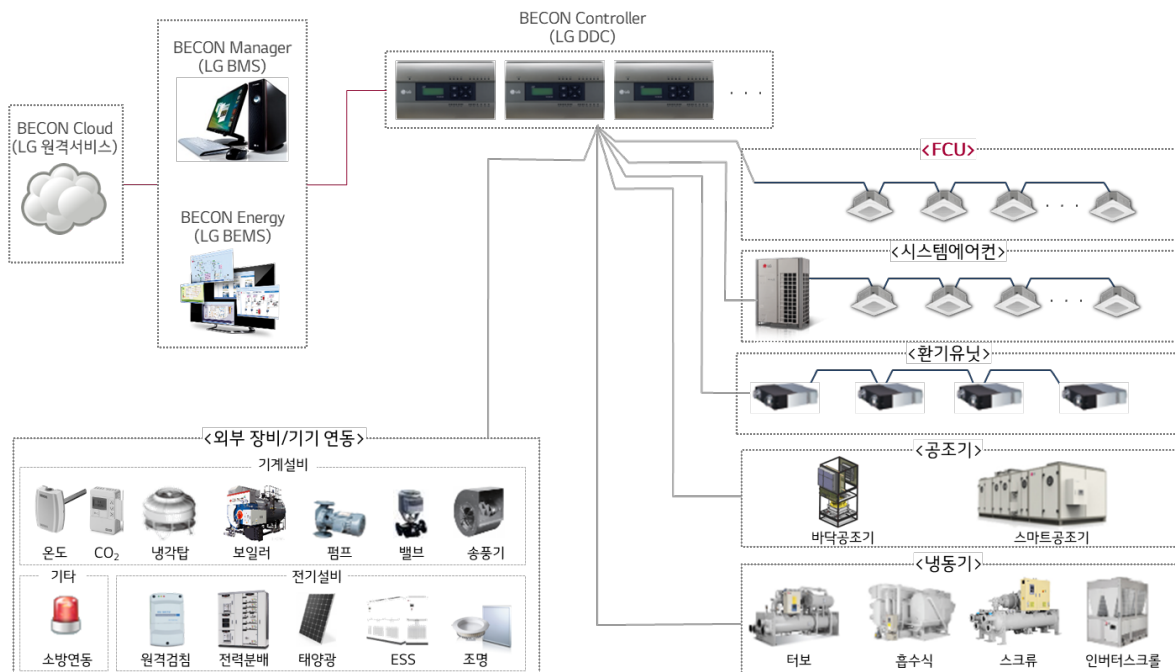 BECON Controller
(LG DDC)
BECON Manager
(LG BMS)
BECON Cloud
(LG 원격서비스)
BECON Energy
(LG BEMS)
<FCU>
<시스템에어컨>
<환기유닛>
<공조기>
바닥공조기
스마트공조기
<냉동기>
터보
흡수식
스크류
인버터스크롤
<외부 장비/기기 연동>
기계설비
온도
CO₂
냉각탑
보일러
펌프
밸브
송풍기
기타
소방연동
전기설비
원격검침
전력분배
태양광
ESS
조명